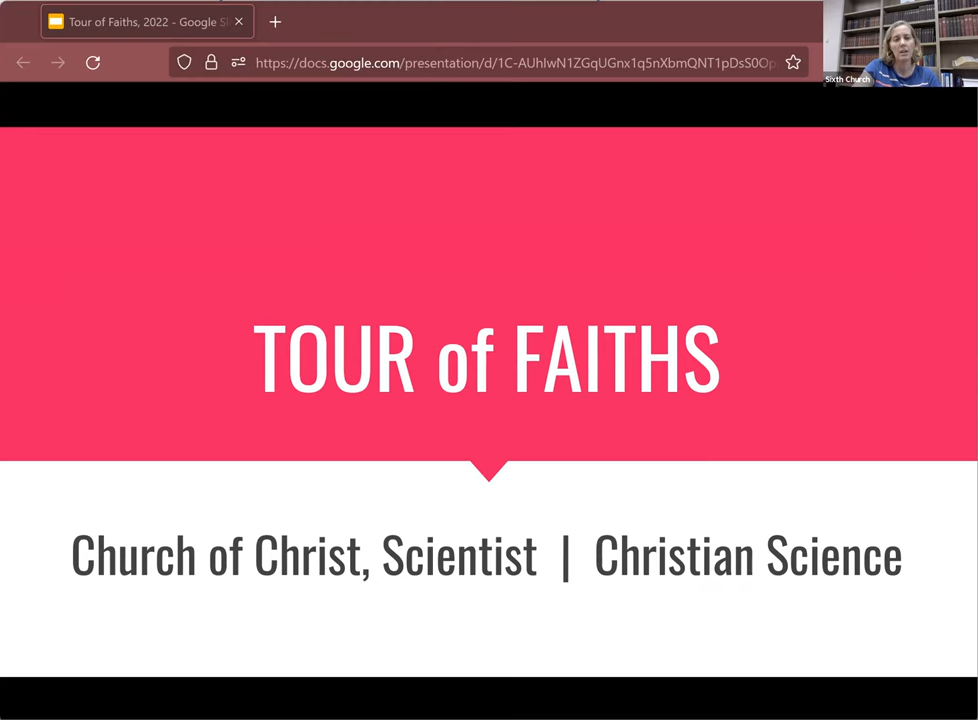 Tour of Faiths, 2022 - Google Sl
https://docs.google.com/presentation/d/1C-AUhIwN1ZGqUGnx1q5nXbmQNT1pDsS0Op
Sixth Church
TOUR of FAITHS
Church of Christ, Scientist | Christian Science